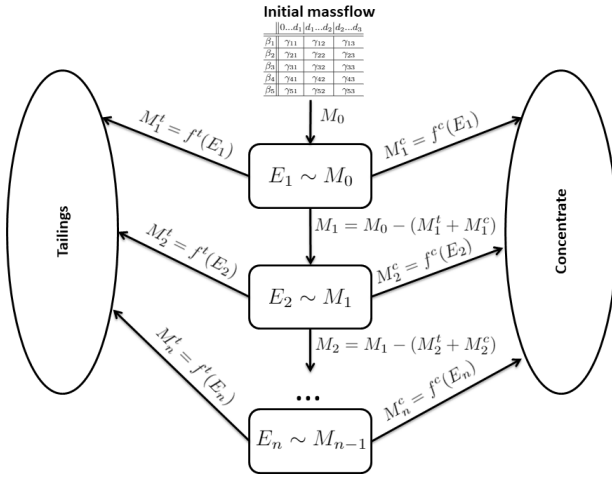 Initial massflow
0...d₁ d₁...d₂ d₂...d₃
β₁ γ₁₁ γ₁₂ γ₁₃
β₂ γ₂₁ γ₂₂ γ₂₃
β₃ γ₃₁ γ₃₂ γ₃₃
β₄ γ₄₁ γ₄₂ γ₄₃
β₅ γ₅₁ γ₅₂ γ₅₃
M₀
M₁ᵗ = fᵗ(E₁)
M₁ᶜ = fᶜ(E₁)
E₁ ∼ M₀
M₁ = M₀ − (M₁ᵗ + M₁ᶜ)
Tailings
Concentrate
M₂ᵗ = fᵗ(E₂)
M₂ᶜ = fᶜ(E₂)
E₂ ∼ M₁
M₂ = M₁ − (M₂ᵗ + M₂ᶜ)
...
Mₙᵗ = fᵗ(Eₙ)
Mₙᶜ = fᶜ(Eₙ)
Eₙ ∼ Mₙ₋₁